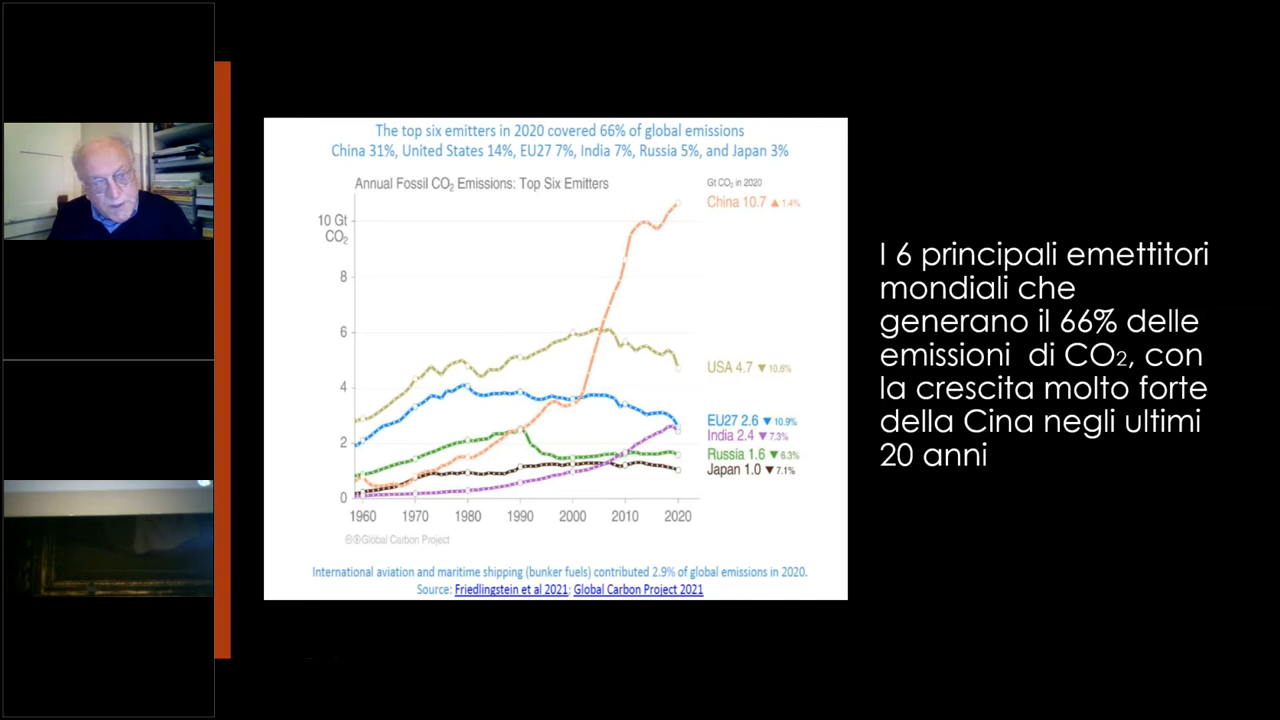 The top six emitters in 2020 covered 66% of global emissions
China 31%, United States 14%, EU27 7%, India 7%, Russia 5%, and Japan 3%
Annual Fossil CO₂ Emissions: Top Six Emitters
Gt CO₂ in 2020
China 10.7 ▲ 1.4%
10 Gt
CO₂
8
6
USA 4.7 ▼ 10.6%
4
EU27 2.6 ▼ 10.9%
India 2.4 ▼ 7.3%
2
Russia 1.6 ▼ 6.3%
Japan 1.0 ▼ 7.1%
0
1960 1970 1980 1990 2000 2010 2020
Global Carbon Project
International aviation and maritime shipping (bunker fuels) contributed 2.9% of global emissions in 2020.
Source: Friedlingstein et al 2021; Global Carbon Project 2021
I 6 principali emettitori
mondiali che
generano il 66% delle
emissioni di CO₂, con
la crescita molto forte
della Cina negli ultimi
20 anni